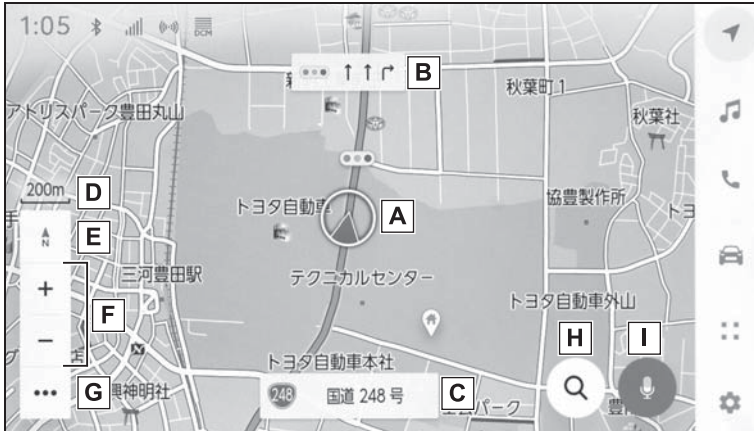 1:05
DCM
B
秋葉町1
アトリスパーク豊田丸山
秋葉社
200m
D
トヨタ自動車
A
協豊製作所
E
N
三河豊田駅
テクニカルセンター
F
トヨタ自動車外山
H
I
トヨタ自動車本社
G
興神明社
248
国道 248 号
C
パーク